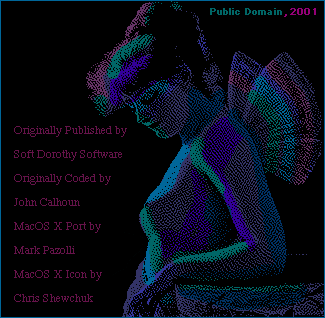 Public Domain, 2001
Originally Published by
Soft Dorothy Software
Originally Coded by
John Calhoun
MacOS X Port by
Mark Pazolli
MacOS X Icon by
Chris Shewchuk